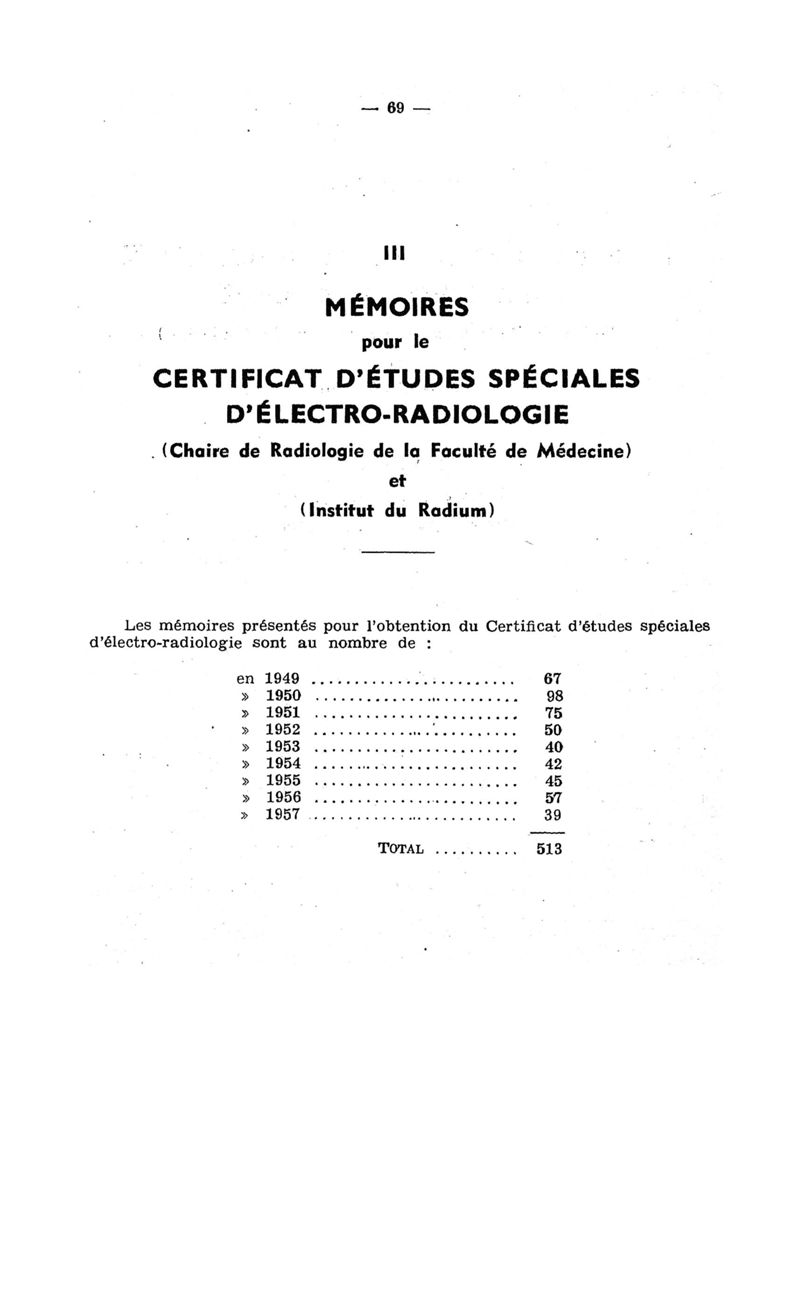 — 69 —
III
MÉMOIRES
pour le
CERTIFICAT D'ÉTUDES SPÉCIALES
D'ÉLECTRO-RADIOLOGIE
(Chaire de Radiologie de la Faculté de Médecine)
et
(Institut du Radium)
Les mémoires présentés pour l'obtention du Certificat d'études spéciales
d'électro-radiologie sont au nombre de :
en 1949 ........................ 67
» 1950 ........................ 98
» 1951 ........................ 75
» 1952 ........................ 50
» 1953 ........................ 40
» 1954 ........................ 42
» 1955 ........................ 45
» 1956 ........................ 57
» 1957 ........................ 39
TOTAL .......... 513